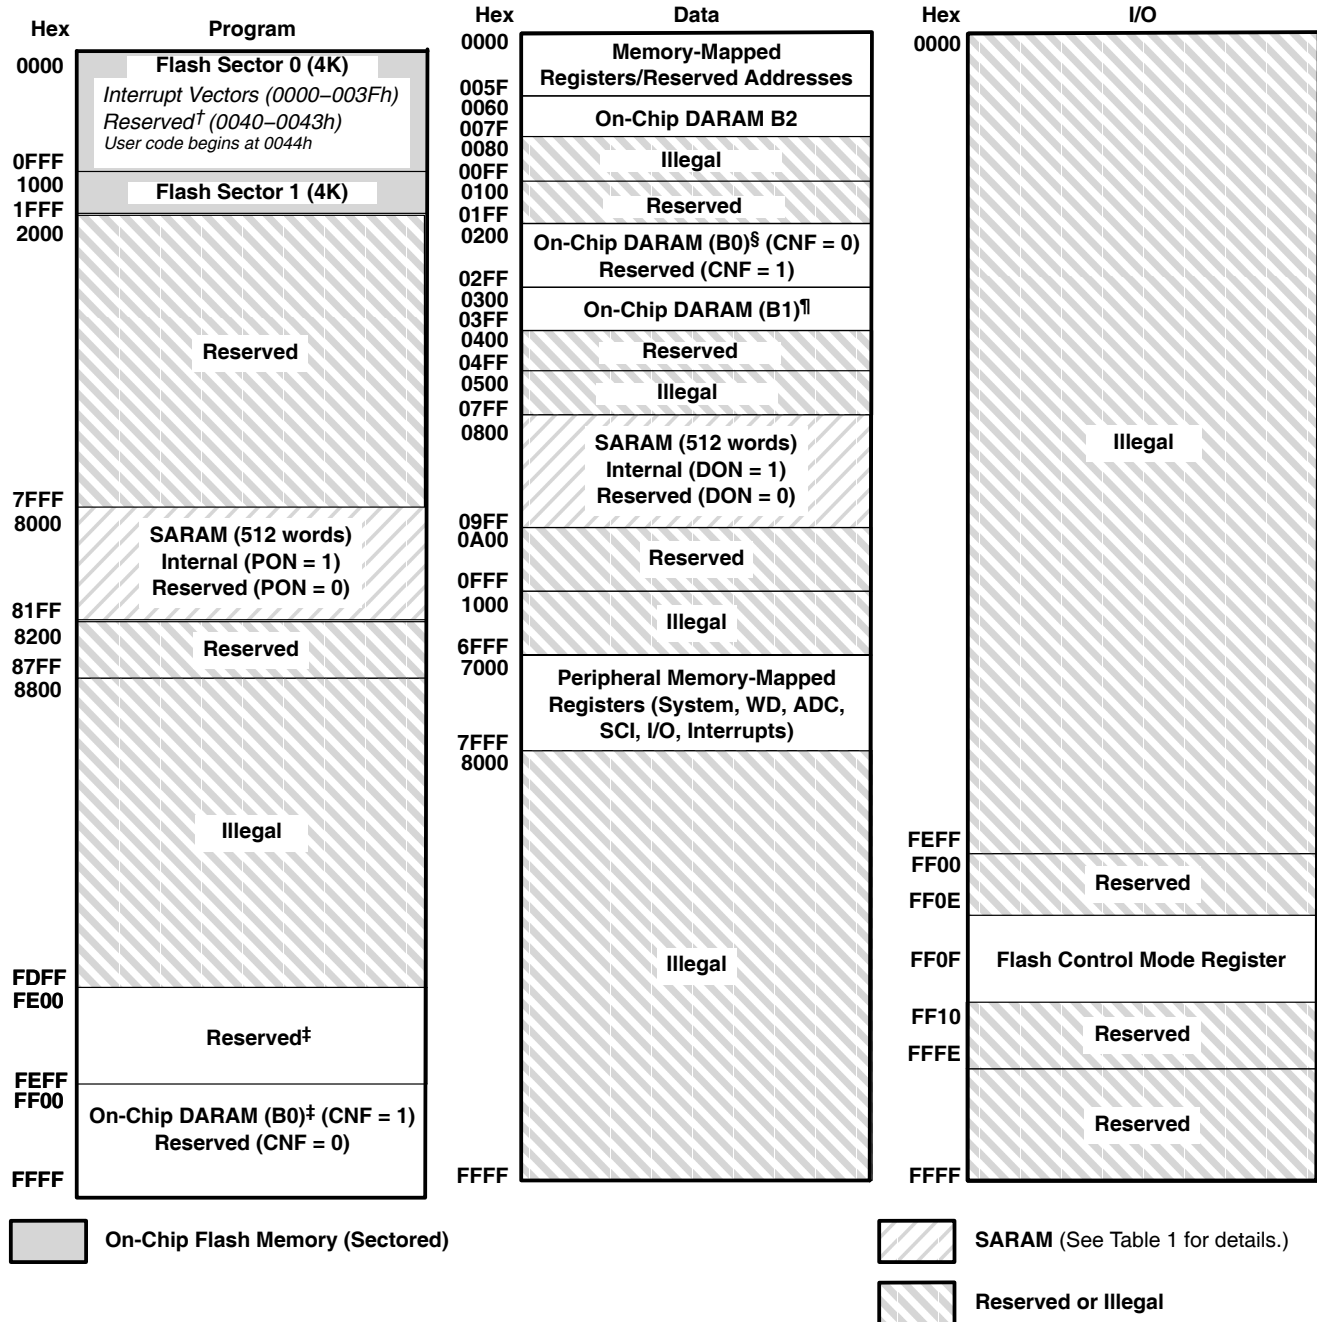 Hex Program
0000
Flash Sector 0 (4K)
Interrupt Vectors (0000–003Fh)
Reserved† (0040–0043h)
User code begins at 0044h
0FFF
1000
Flash Sector 1 (4K)
1FFF
2000
Reserved
7FFF
8000
SARAM (512 words)
Internal (PON = 1)
Reserved (PON = 0)
81FF
8200
Reserved
87FF
8800
Illegal
FDFF
FE00
Reserved‡
FEFF
FF00
On-Chip DARAM (B0)‡ (CNF = 1)
Reserved (CNF = 0)
FFFF
Hex Data
0000
Memory-Mapped
Registers/Reserved Addresses
005F
0060
On-Chip DARAM B2
007F
0080
Illegal
00FF
0100
Reserved
01FF
0200
On-Chip DARAM (B0)§ (CNF = 0)
Reserved (CNF = 1)
02FF
0300
On-Chip DARAM (B1)¶
03FF
0400
Reserved
04FF
0500
Illegal
07FF
0800
SARAM (512 words)
Internal (DON = 1)
Reserved (DON = 0)
09FF
0A00
Reserved
0FFF
1000
Illegal
6FFF
7000
Peripheral Memory-Mapped
Registers (System, WD, ADC,
SCI, I/O, Interrupts)
7FFF
8000
Illegal
FFFF
Hex I/O
0000
Illegal
FEFF
FF00
Reserved
FF0E
FF0F Flash Control Mode Register
FF10
Reserved
FFFE
Reserved
FFFF
On-Chip Flash Memory (Sectored)
SARAM (See Table 1 for details.)
Reserved or Illegal